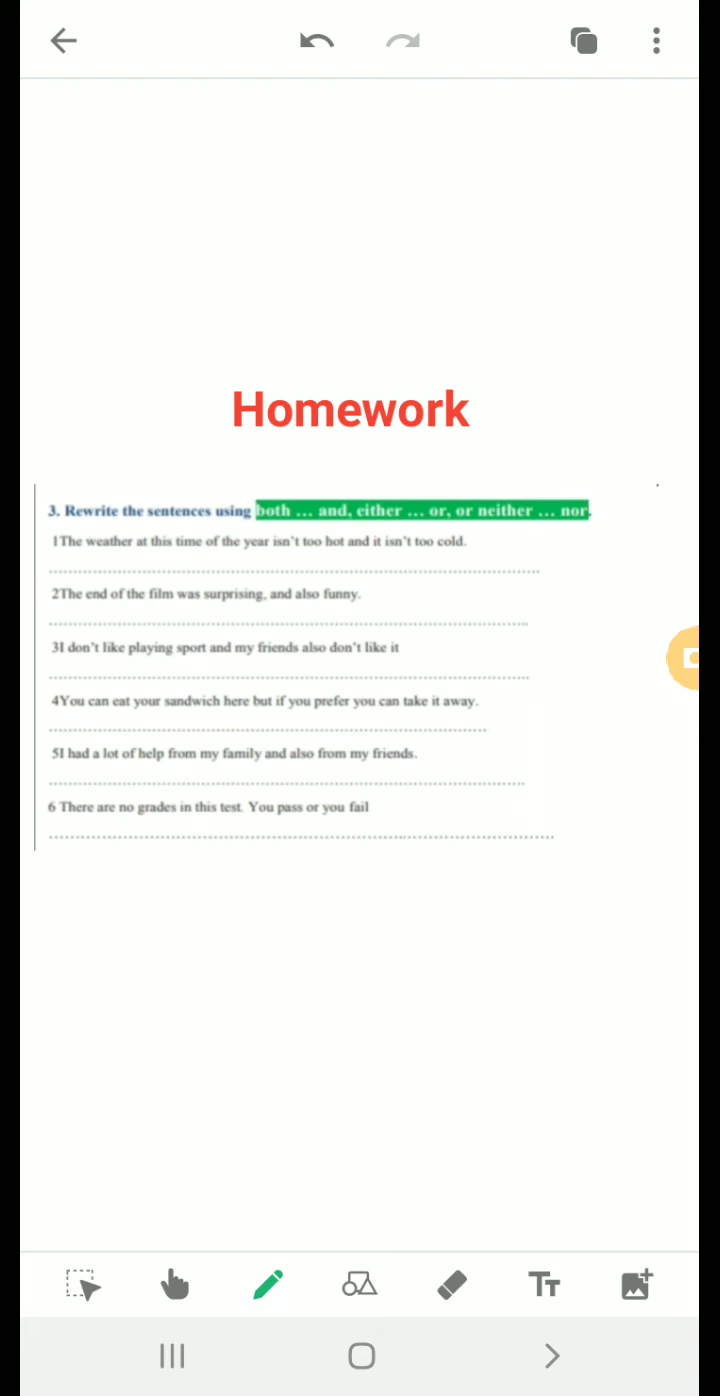 Homework
3. Rewrite the sentences using both ... and, either ... or, or neither ... nor.
1The weather at this time of the year isn't too hot and it isn't too cold.
2The end of the film was surprising, and also funny.
3I don't like playing sport and my friends also don't like it
4You can eat your sandwich here but if you prefer you can take it away.
5I had a lot of help from my family and also from my friends.
6 There are no grades in this test. You pass or you fail
TT